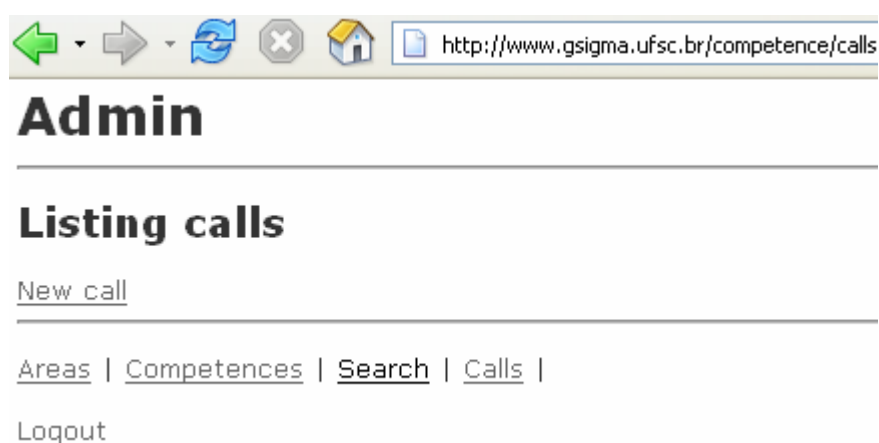 http://www.gsigma.ufsc.br/competence/calls
Admin
Listing calls
New call
Areas | Competences | Search | Calls |
Logout